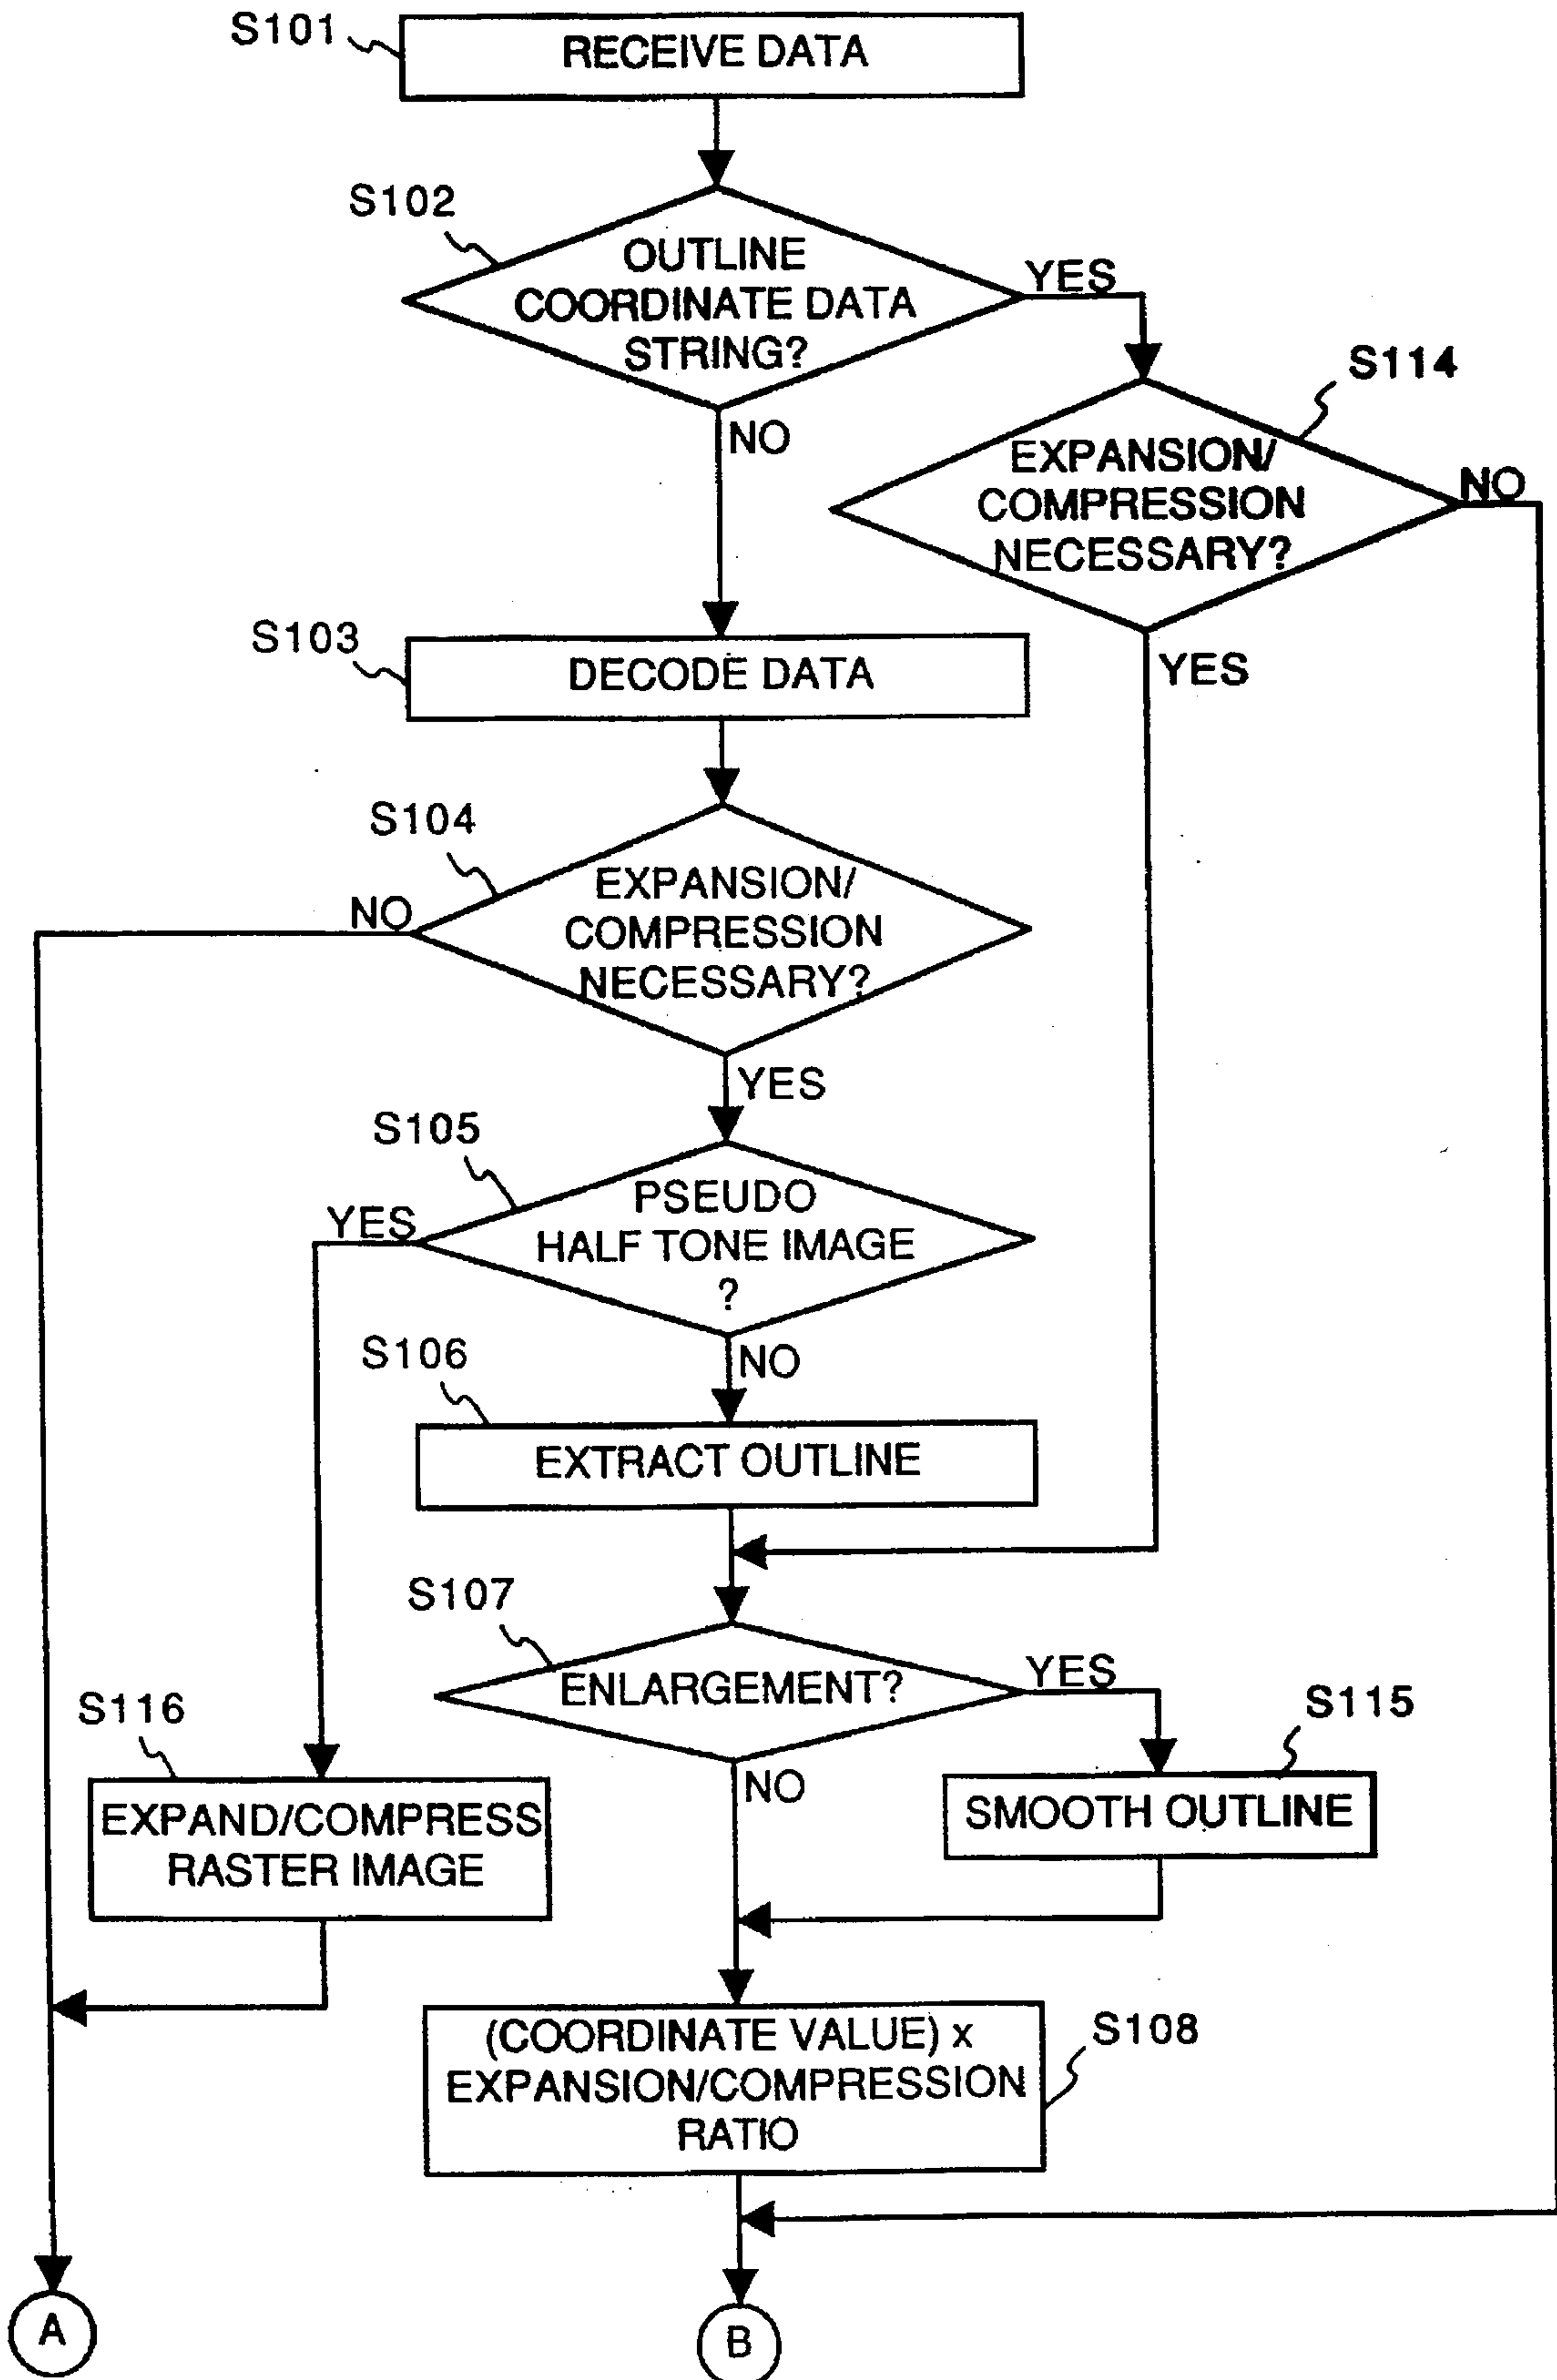 S101
RECEIVE DATA
S102
OUTLINE
COORDINATE DATA
STRING?
YES
NO
S114
EXPANSION/
COMPRESSION
NECESSARY?
NO
YES
S103
DECODE DATA
S104
EXPANSION/
COMPRESSION
NECESSARY?
NO
YES
S105
PSEUDO
HALF TONE IMAGE
?
YES
NO
S106
EXTRACT OUTLINE
S107
ENLARGEMENT?
YES
NO
S115
SMOOTH OUTLINE
S116
EXPAND/COMPRESS
RASTER IMAGE
(COORDINATE VALUE) x
EXPANSION/COMPRESSION
RATIO
S108
A
B